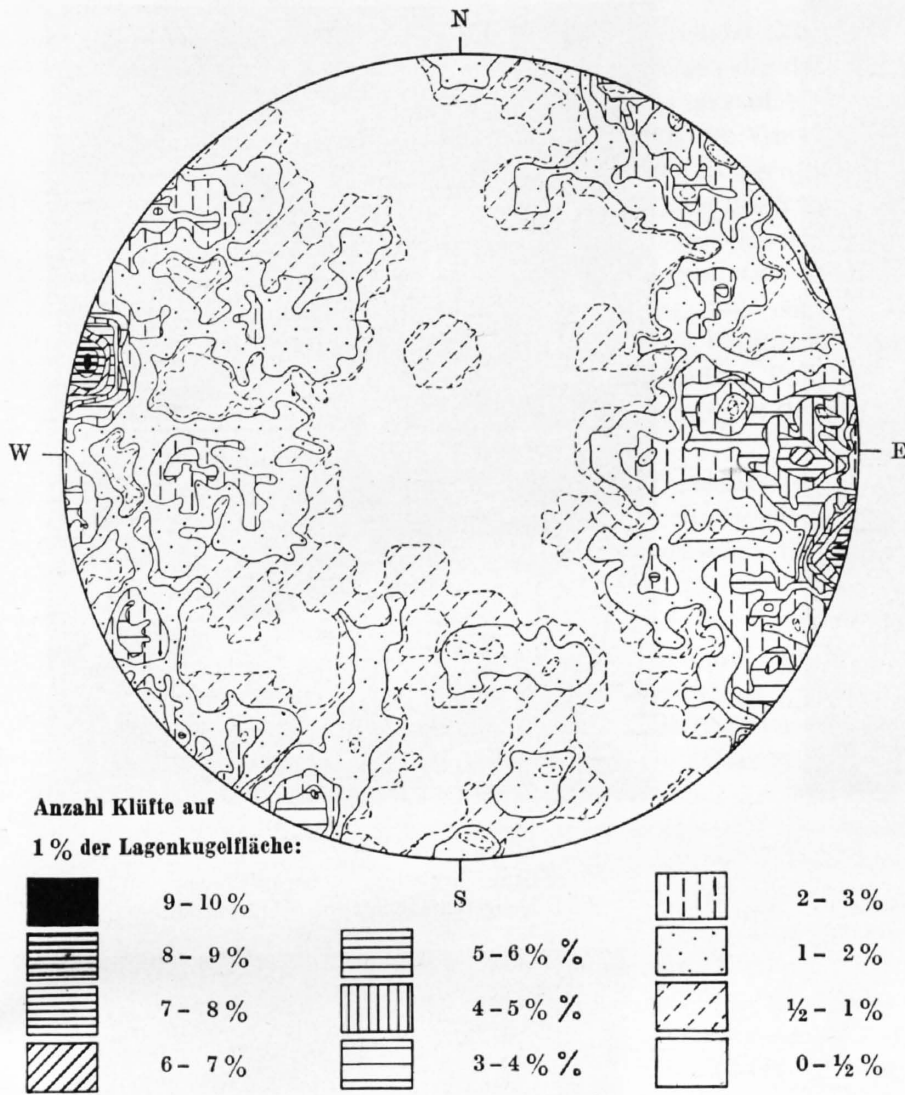 N
W
E
S
Anzahl Klüfte auf
1% der Lagenkugelfläche:
9-10%
8-9%
7-8%
6-7%
5-6% %
4-5% %
3-4% %
2-3%
1-2%
½-1%
0-½%